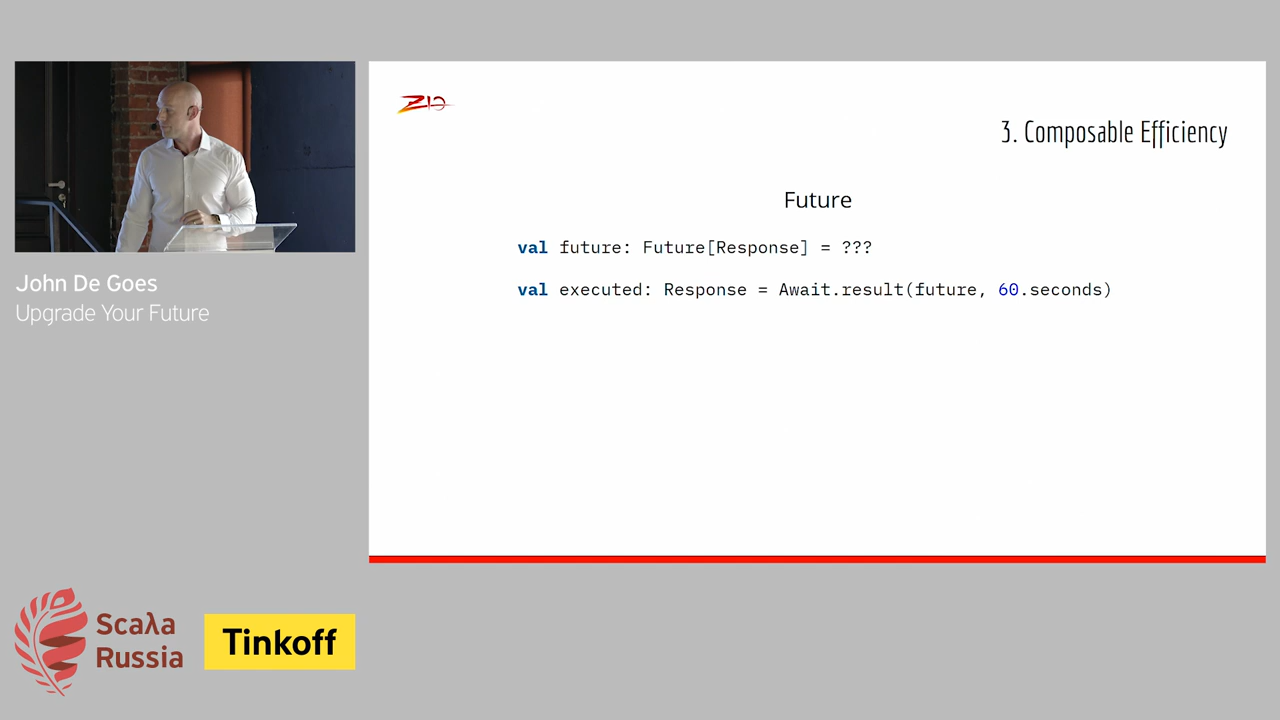 ZIO
3. Composable Efficiency
Future
val future: Future[Response] = ???
val executed: Response = Await.result(future, 60.seconds)
John De Goes
Upgrade Your Future
Scaλa
Russia
Tinkoff